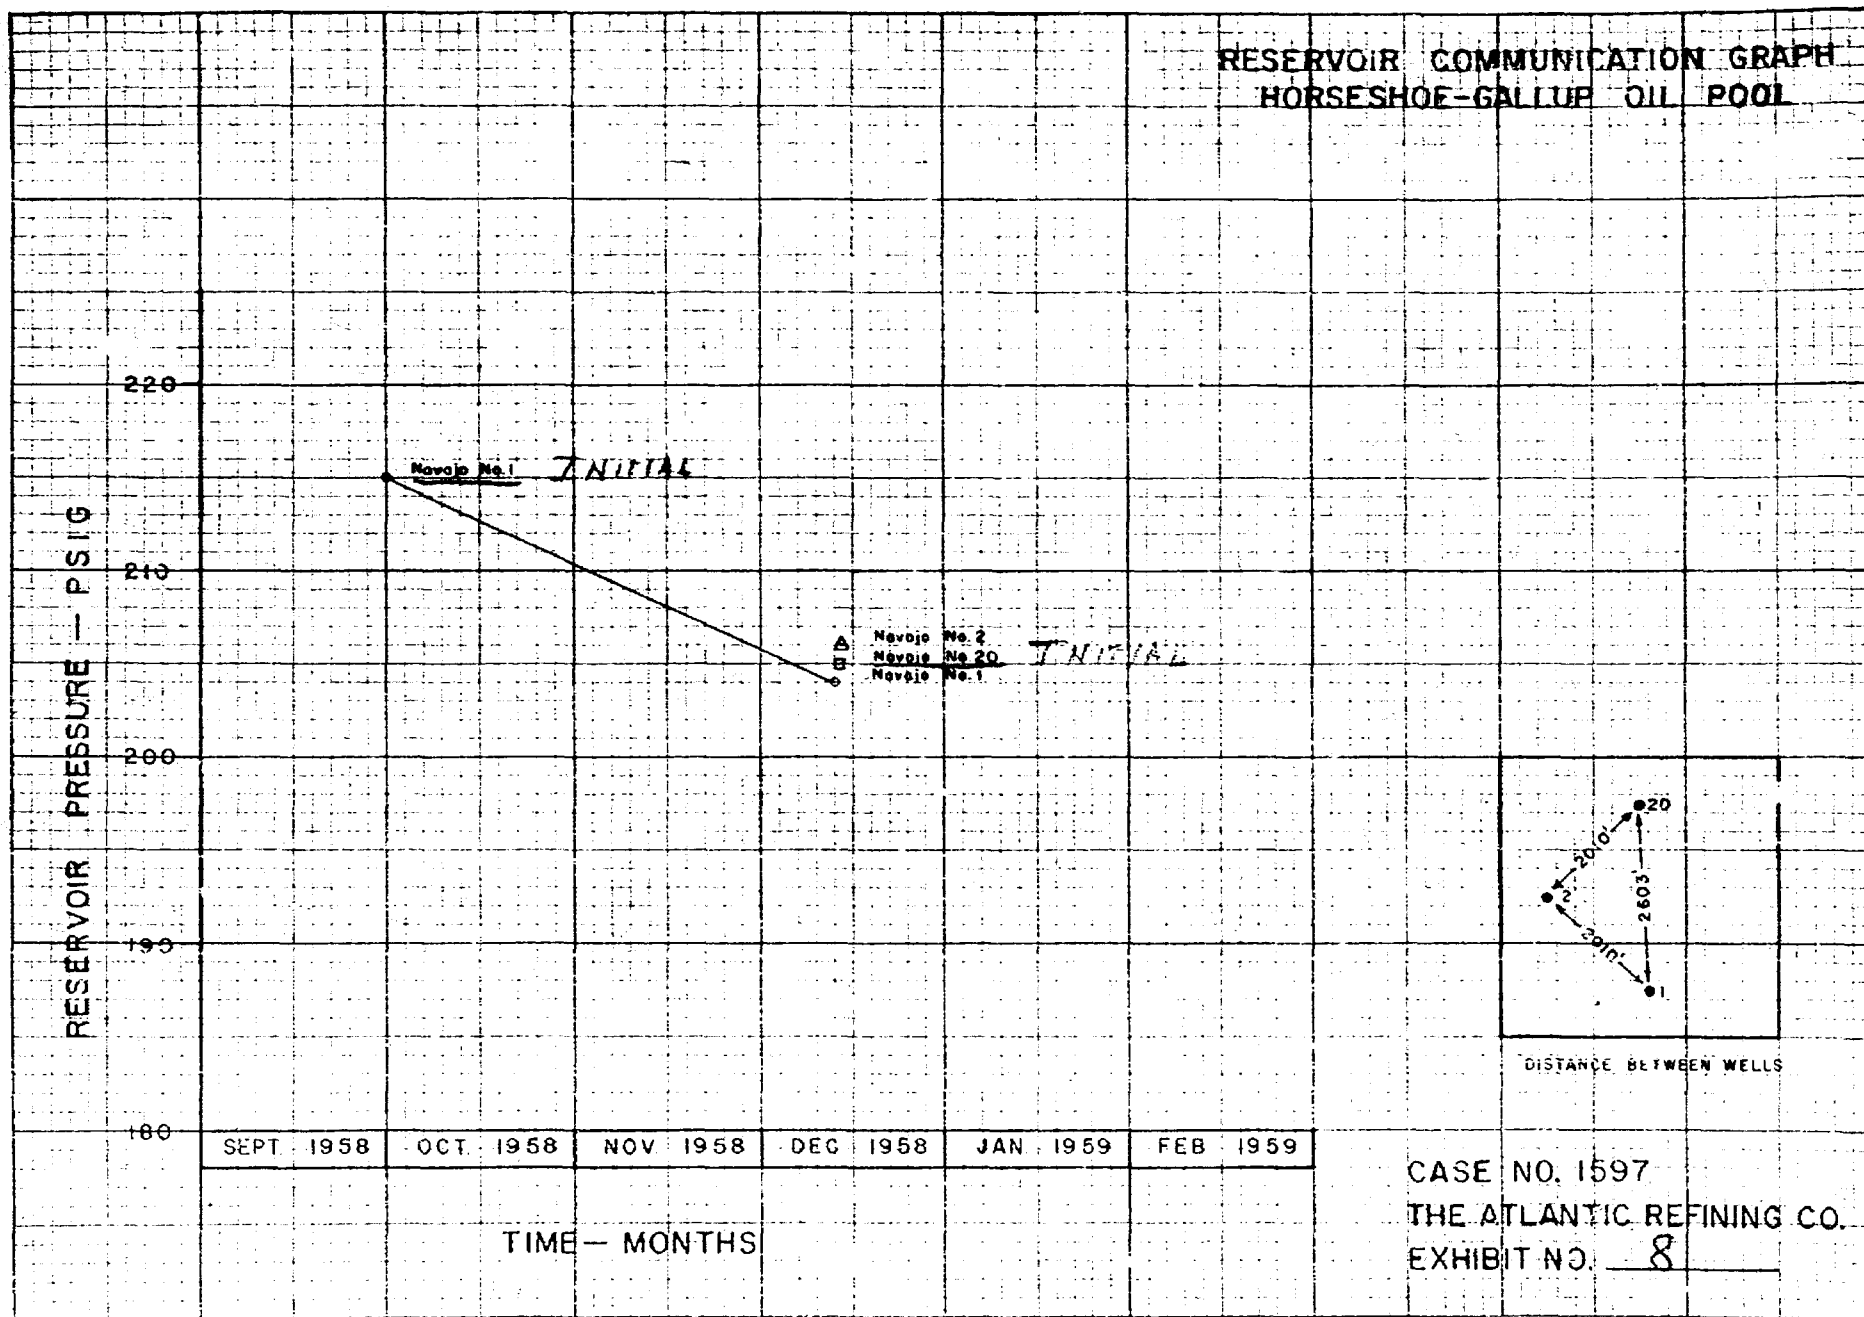 RESERVOIR COMMUNICATION GRAPH
HORSESHOE-GALLUP OIL POOL
RESERVOIR PRESSURE — PSIG
220
210
200
190
180
Navajo No. 1 INITIAL
Navajo No. 2
Navajo No. 20 INITIAL
Navajo No. 1
SEPT 1958 OCT. 1958 NOV 1958 DEC 1958 JAN 1959 FEB 1959
TIME — MONTHS
20
2010'
2603'
2
2010'
1
DISTANCE BETWEEN WELLS
CASE NO. 1597
THE ATLANTIC REFINING CO.
EXHIBIT NO. 8